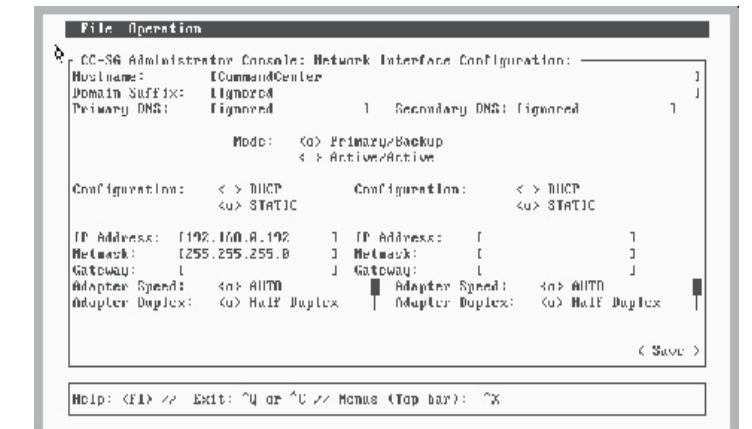 File Operation
CC-SG Administrator Console: Network Interface Configuration:
Hostname: [CommandCenter ]
Domain Suffix: [ignored ]
Primary DNS: [ignored ] Secondary DNS: [ignored ]
Mode: <o> Primary/Backup
< > Active/Active
Configuration: < > DHCP Configuration: < > DHCP
<o> STATIC <o> STATIC
IP Address: [192.168.0.192 ] IP Address: [ ]
Netmask: [255.255.255.0 ] Netmask: [ ]
Gateway: [ ] Gateway: [ ]
Adapter Speed: <o> AUTO Adapter Speed: <o> AUTO
Adapter Duplex: <o> Half Duplex Adapter Duplex: <o> Half Duplex
< Save >
Help: <F1> // Exit: ^Q or ^C // Menus (Top bar): ^X